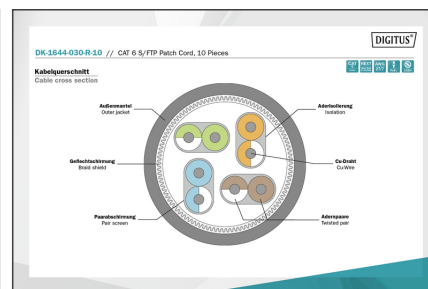 DIGITUS®
DK-1644-030-R-10 // CAT 6 S/FTP Patch Cord, 10 Pieces
Kabelquerschnitt
Cable cross section
Außenmantel
Outer jacket
Aderisolierung
Isolation
Geflechtschirmung
Braid shield
Cu-Draht
Cu-Wire
Paarabschirmung
Pair screen
Aderspaare
Twisted pair